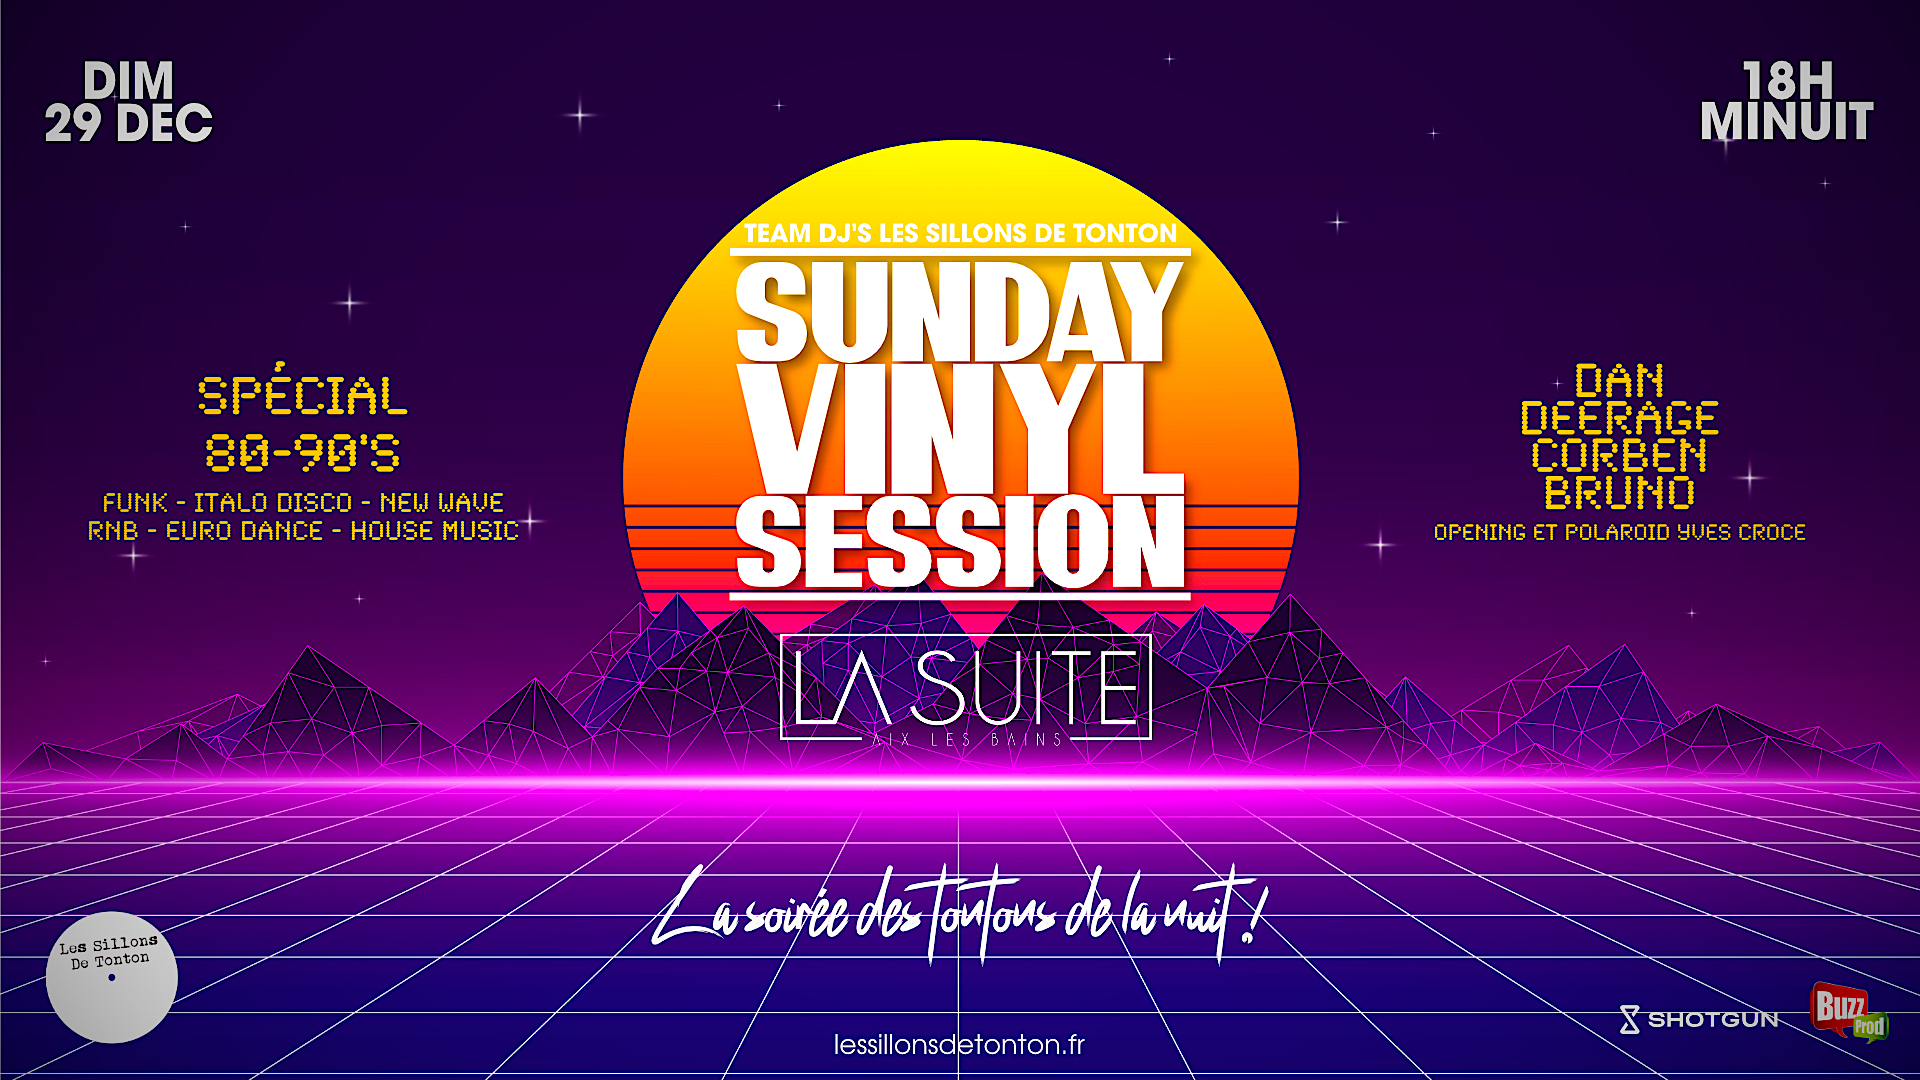 DIM
29 DEC
18H
MINUIT
TEAM DJ'S LES SILLONS DE TONTON
SUNDAY
VINYL
SESSION
SPÉCIAL
80-90'S
FUNK - ITALO DISCO - NEW WAVE
RNB - EURO DANCE - HOUSE MUSIC
DAN
DEERAGE
CORBEN
BRUNO
OPENING ET POLAROID YVES CROCE
LA SUITE
AIX LES BAINS
La soirée des tontons de la nuit !
Les Sillons
De Tonton
lessillonsdetonton.fr
SHOTGUN
Buzz
Prod